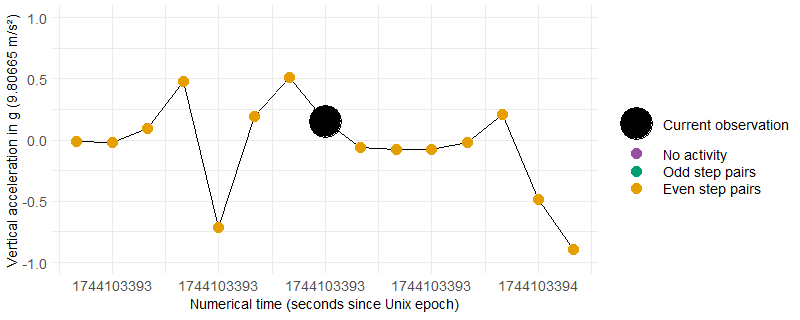 Vertical acceleration in g (9.80665 m/s²)
1.0
0.5
0.0
-0.5
-1.0
1744103393 1744103393 1744103393 1744103393 1744103394
Numerical time (seconds since Unix epoch)
Current observation
No activity
Odd step pairs
Even step pairs